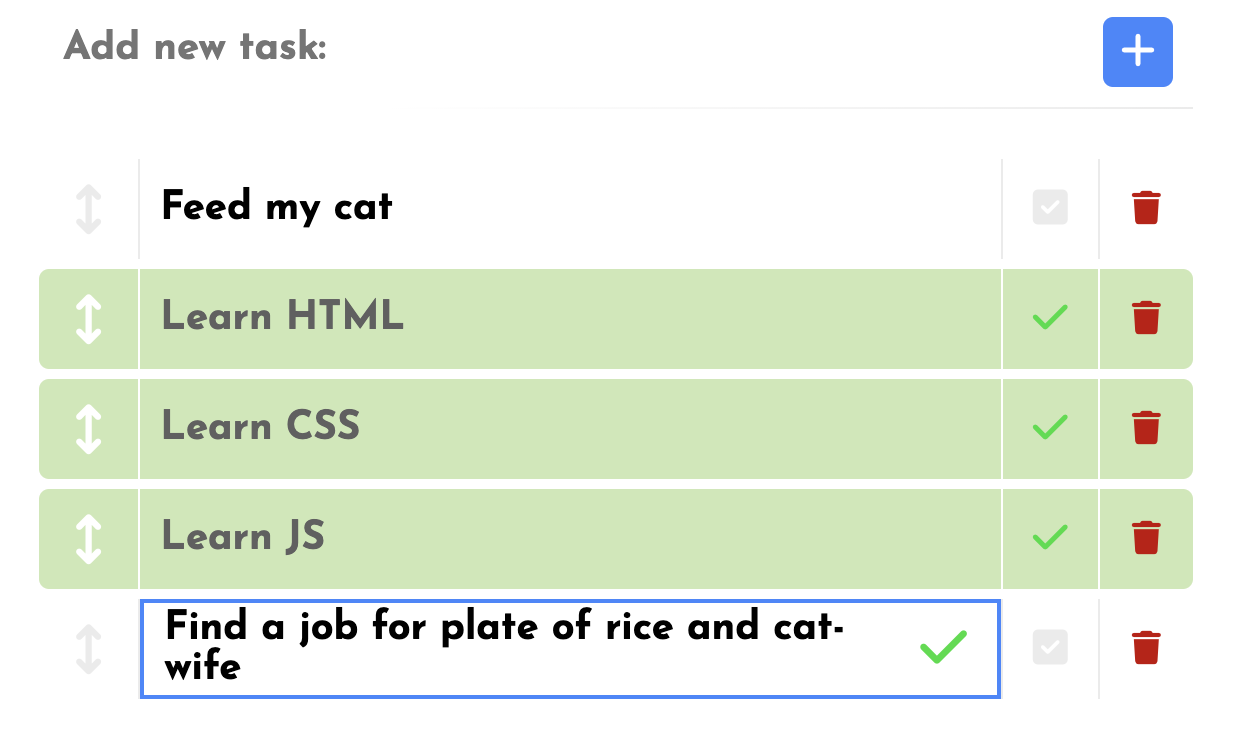 Add new task:
Feed my cat
Learn HTML
Learn CSS
Learn JS
Find a job for plate of rice and cat-
wife